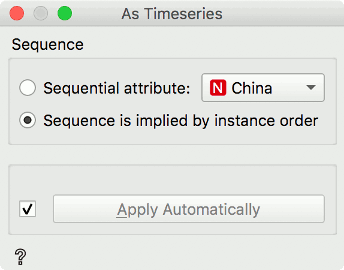 As Timeseries
Sequence
Sequential attribute: N China
Sequence is implied by instance order
Apply Automatically
?